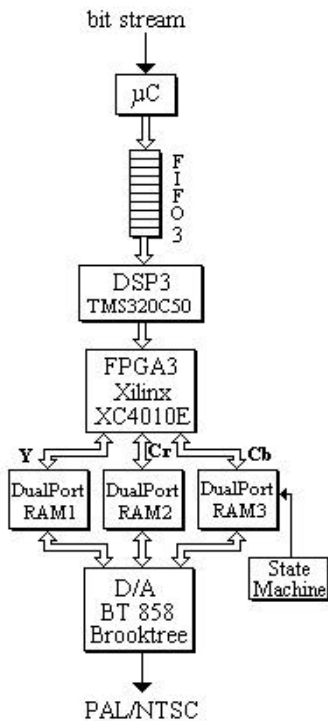 bit stream
µC
FIFO3
DSP3
TMS320C50
FPGA3
Xilinx
XC4010E
Y
Cr
Cb
DualPort
RAM1
DualPort
RAM2
DualPort
RAM3
D/A
BT 858
Brooktree
State
Machine
PAL/NTSC